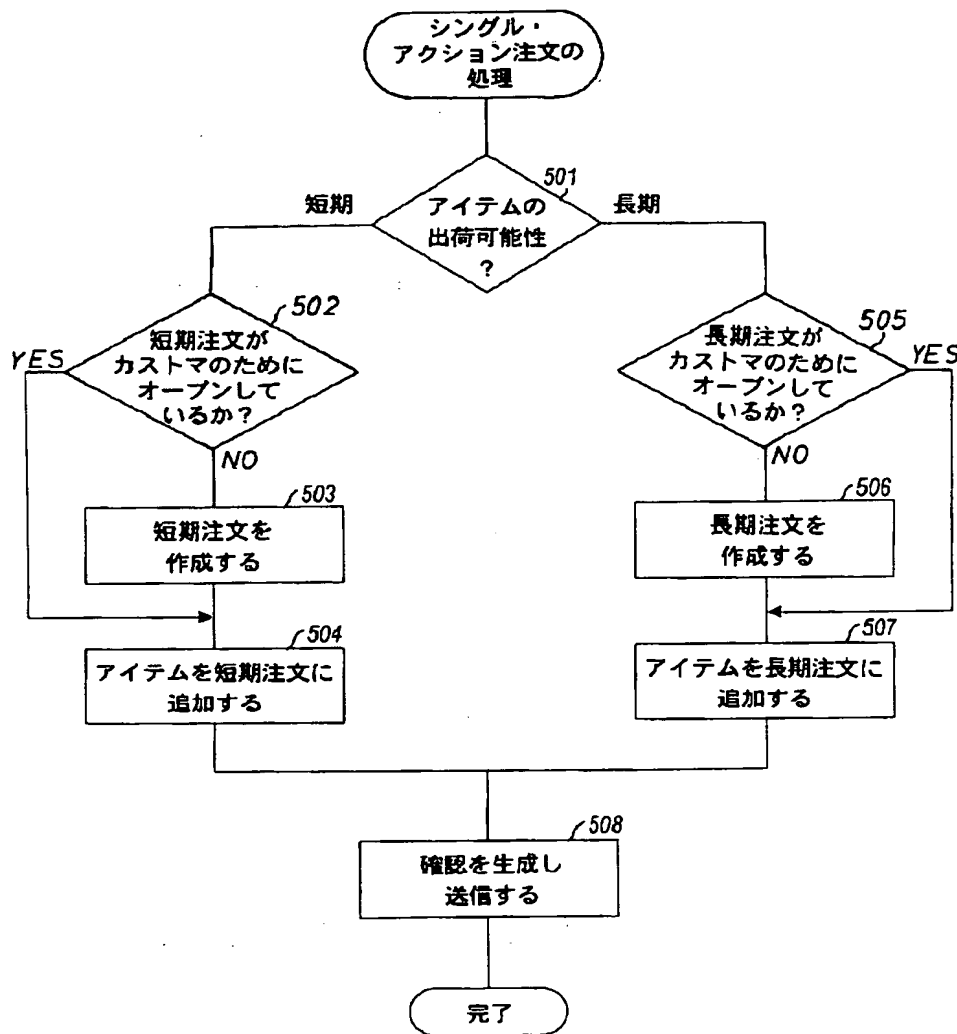 シングル・
アクション注文の
処理
501
短期
アイテムの
出荷可能性
?
長期
502
YES
短期注文が
カストマのために
オープンして
いるか?
NO
505
YES
長期注文が
カストマのために
オープンして
いるか?
NO
503
短期注文を
作成する
506
長期注文を
作成する
504
アイテムを短期注文に
追加する
507
アイテムを長期注文に
追加する
508
確認を生成し
送信する
完了